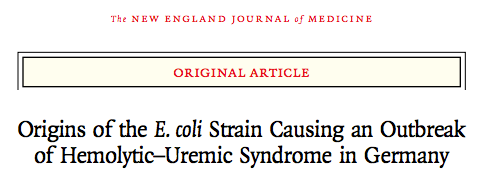 The NEW ENGLAND JOURNAL of MEDICINE
ORIGINAL ARTICLE
Origins of the E. coli Strain Causing an Outbreak
of Hemolytic–Uremic Syndrome in Germany